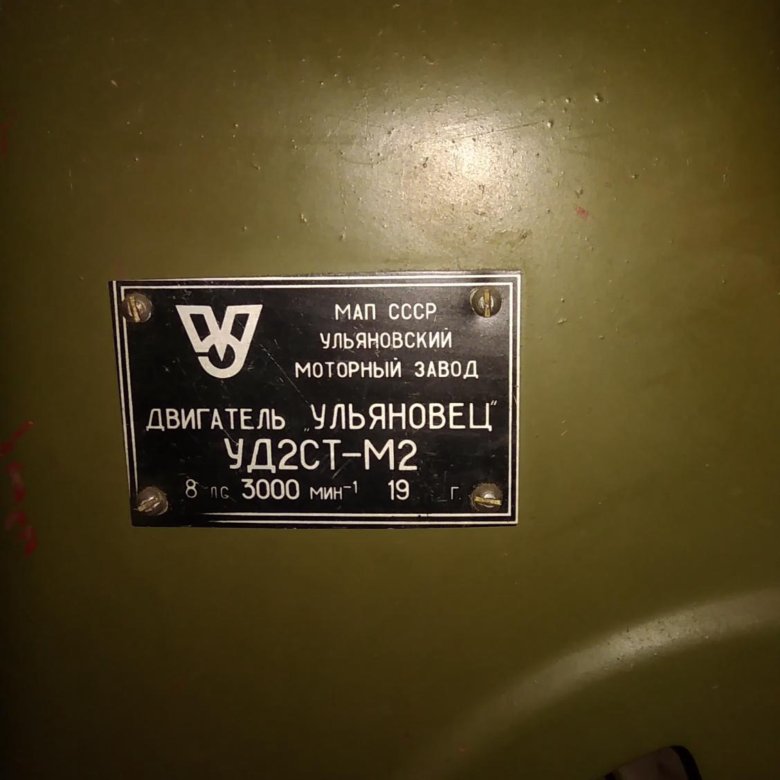 МАП СССР
УЛЬЯНОВСКИЙ
МОТОРНЫЙ ЗАВОД
ДВИГАТЕЛЬ „УЛЬЯНОВЕЦ"
УД2СТ-М2
8 ЛС 3000 МИН⁻¹ 19 Г.